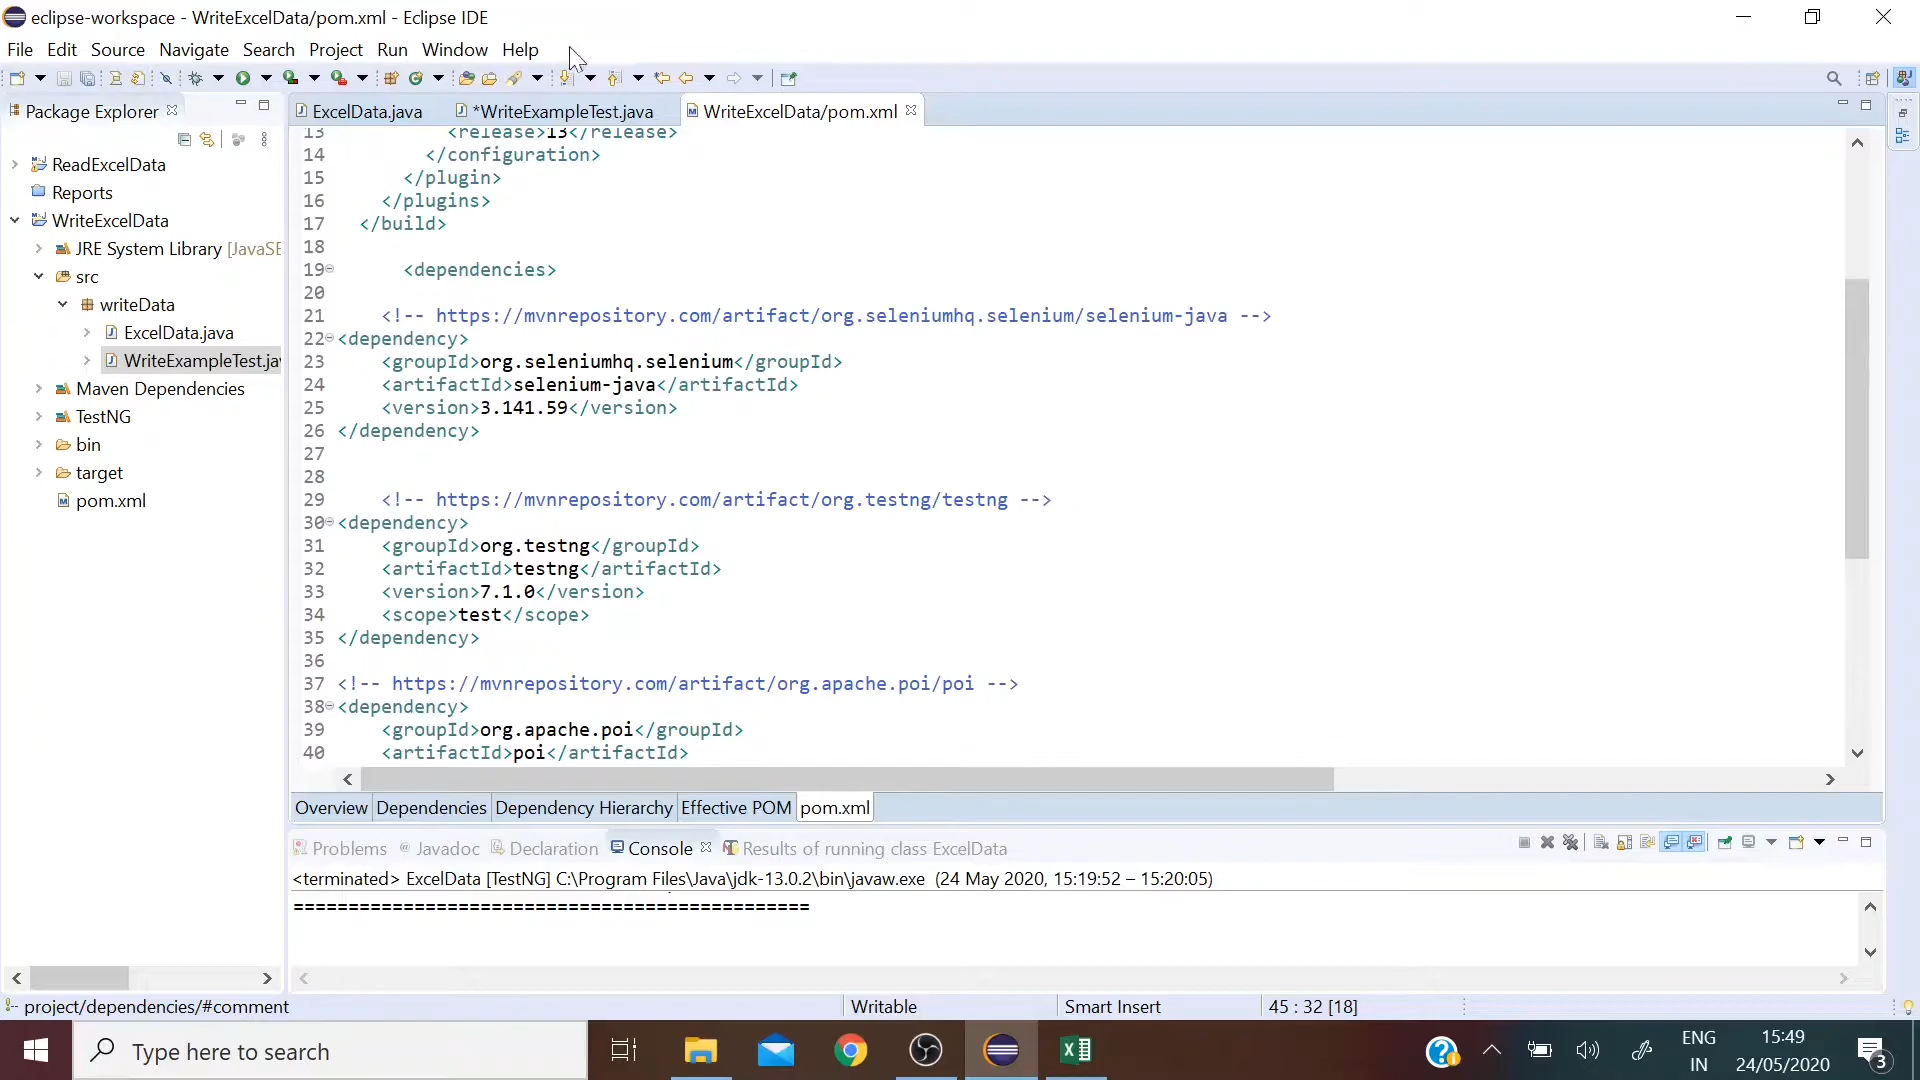 eclipse-workspace - WriteExcelData/pom.xml - Eclipse IDE
File Edit Source Navigate Search Project Run Window Help
Package Explorer
ExcelData.java
*WriteExampleTest.java
WriteExcelData/pom.xml
ReadExcelData
Reports
WriteExcelData
JRE System Library [JavaSE
src
writeData
ExcelData.java
WriteExampleTest.jav
Maven Dependencies
TestNG
bin
target
pom.xml
13 <release>13</release>
14 </configuration>
15 </plugin>
16 </plugins>
17 </build>
18
19 <dependencies>
20
21 <!-- https://mvnrepository.com/artifact/org.seleniumhq.selenium/selenium-java -->
22 <dependency>
23 <groupId>org.seleniumhq.selenium</groupId>
24 <artifactId>selenium-java</artifactId>
25 <version>3.141.59</version>
26 </dependency>
27
28
29 <!-- https://mvnrepository.com/artifact/org.testng/testng -->
30 <dependency>
31 <groupId>org.testng</groupId>
32 <artifactId>testng</artifactId>
33 <version>7.1.0</version>
34 <scope>test</scope>
35 </dependency>
36
37 <!-- https://mvnrepository.com/artifact/org.apache.poi/poi -->
38 <dependency>
39 <groupId>org.apache.poi</groupId>
40 <artifactId>poi</artifactId>
Overview Dependencies Dependency Hierarchy Effective POM pom.xml
Problems Javadoc Declaration Console Results of running class ExcelData
<terminated> ExcelData [TestNG] C:\Program Files\Java\jdk-13.0.2\bin\javaw.exe (24 May 2020, 15:19:52 – 15:20:05)
===============================================
project/dependencies/#comment
Writable
Smart Insert
45 : 32 [18]
Type here to search
ENG
IN
15:49
24/05/2020
3